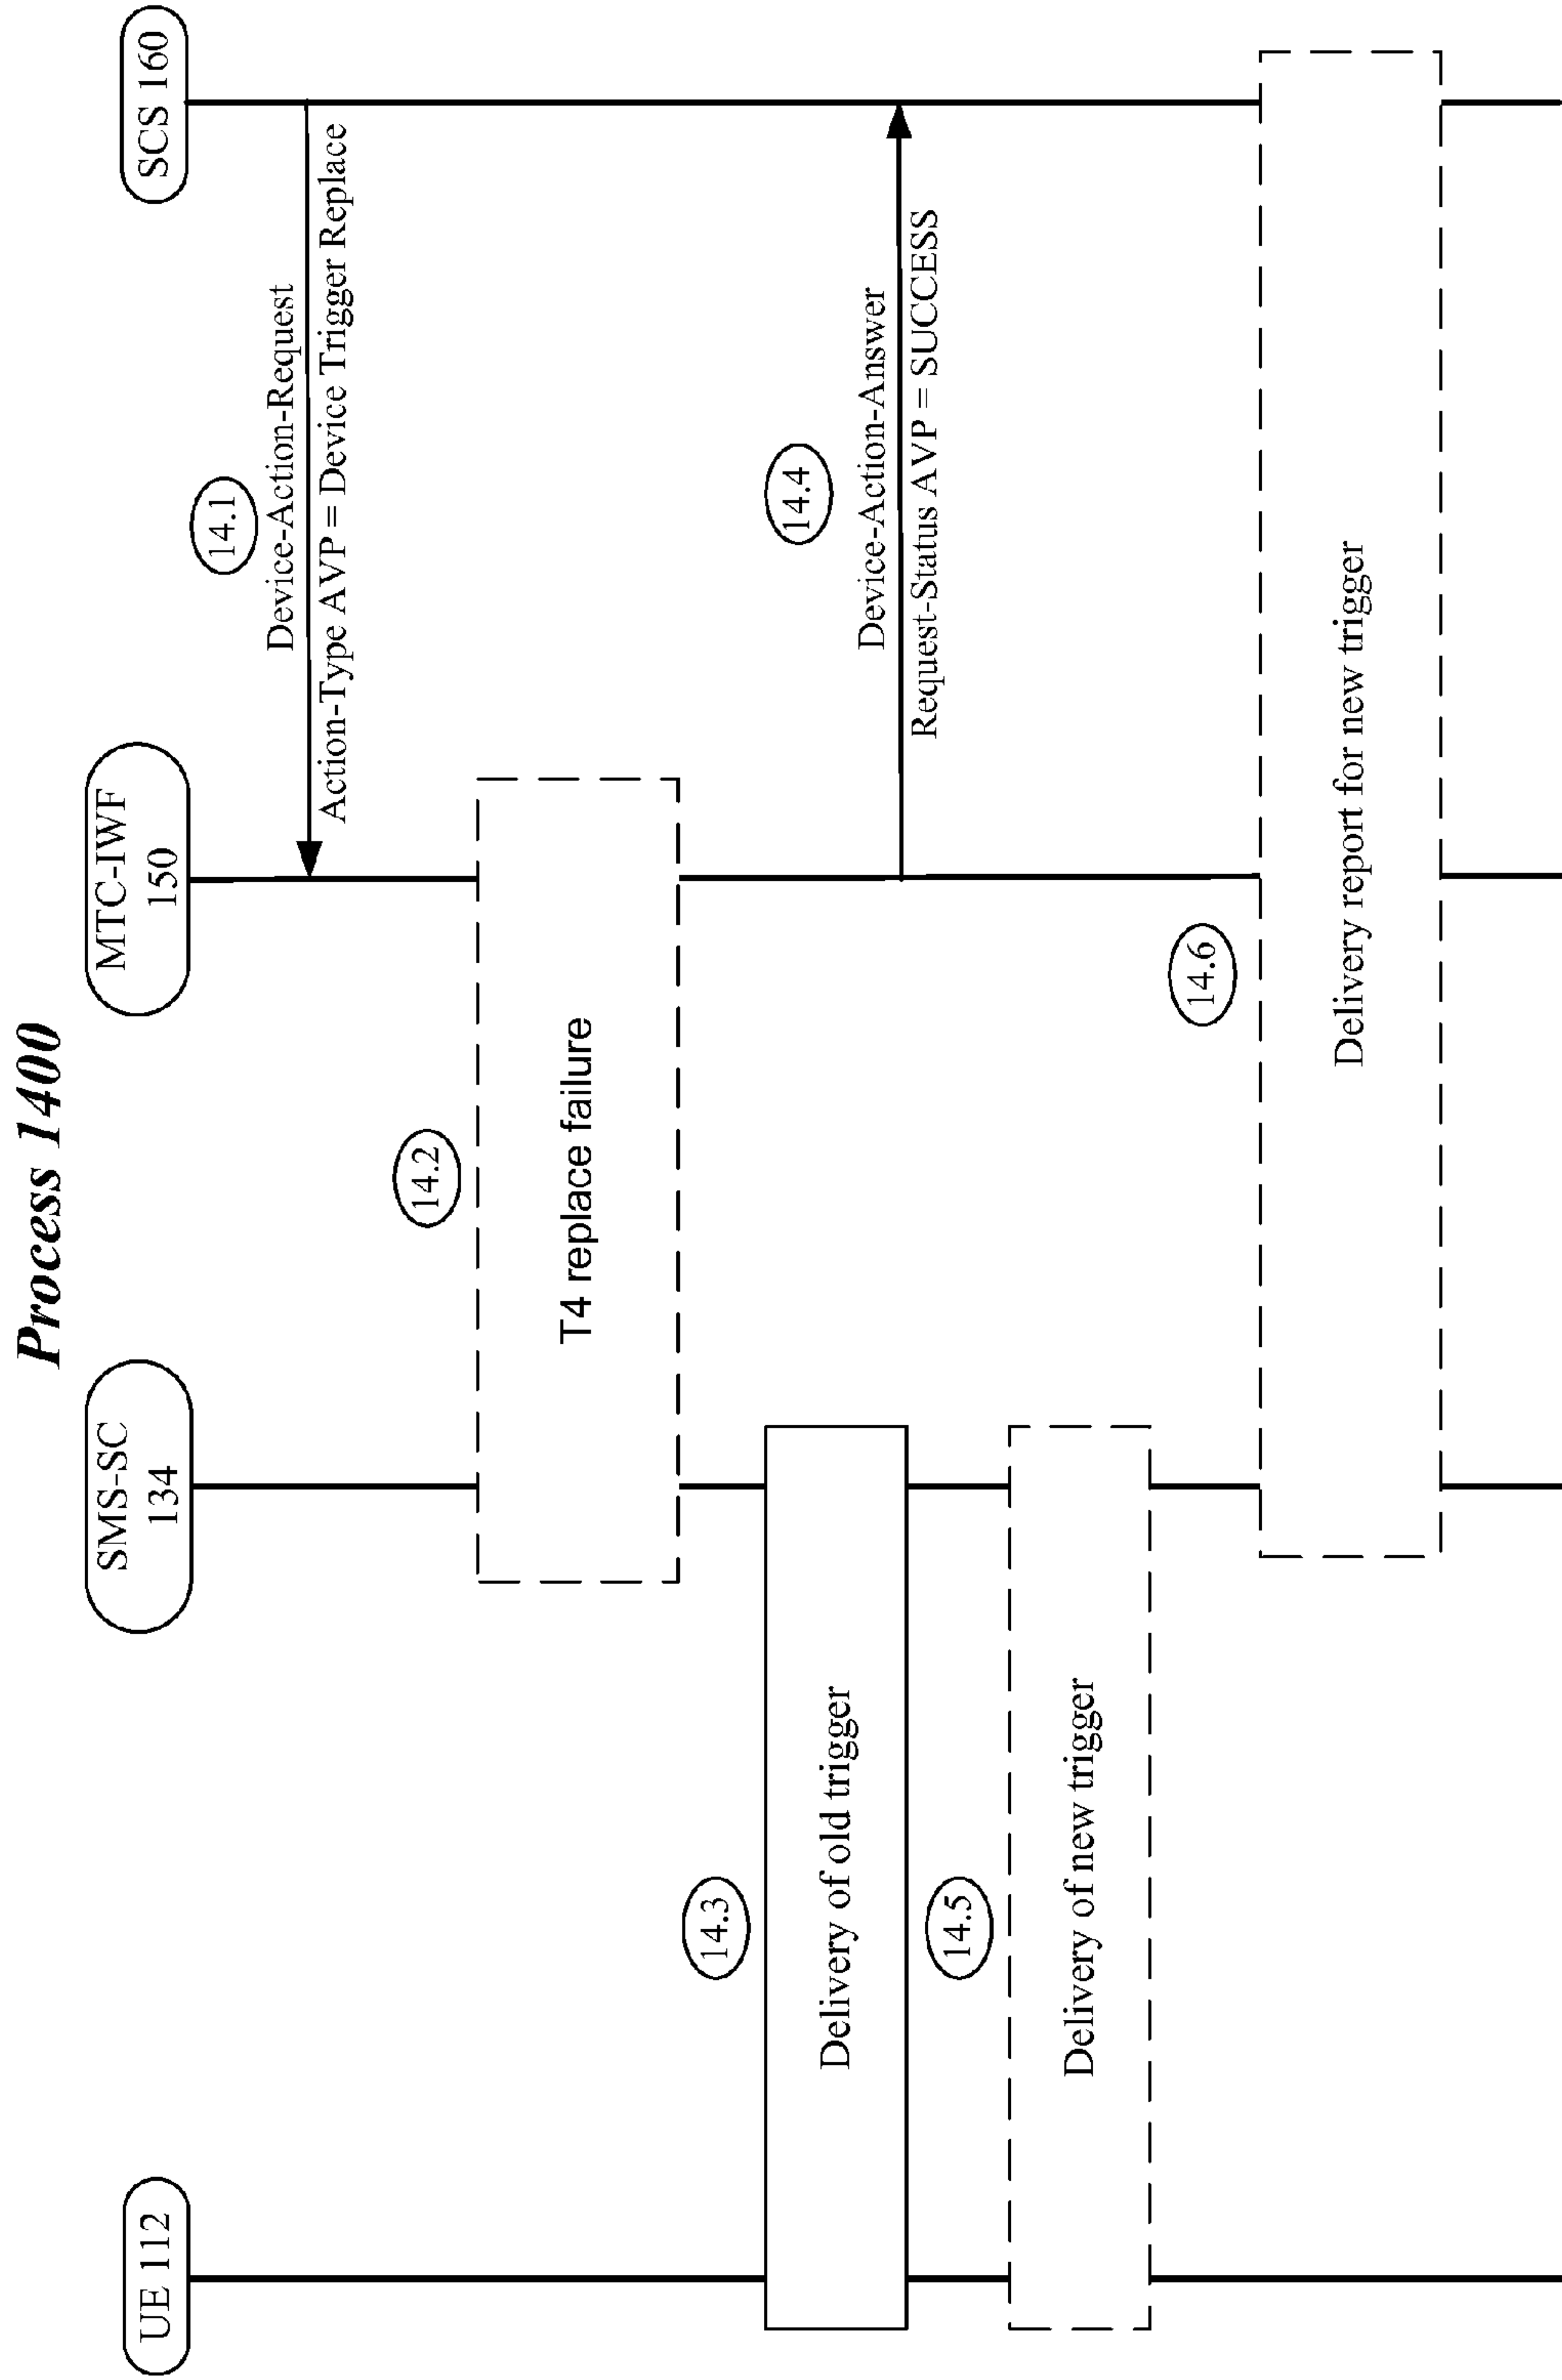 Process 1400
UE 112
SMS-SC
134
MTC-IWF
150
SCS 160
14.1
Device-Action-Request
Action-Type AVP = Device Trigger Replace
14.2
T4 replace failure
14.3
Delivery of old trigger
14.4
Device-Action-Answer
Request-Status AVP = SUCCESS
14.5
Delivery of new trigger
14.6
Delivery report for new trigger